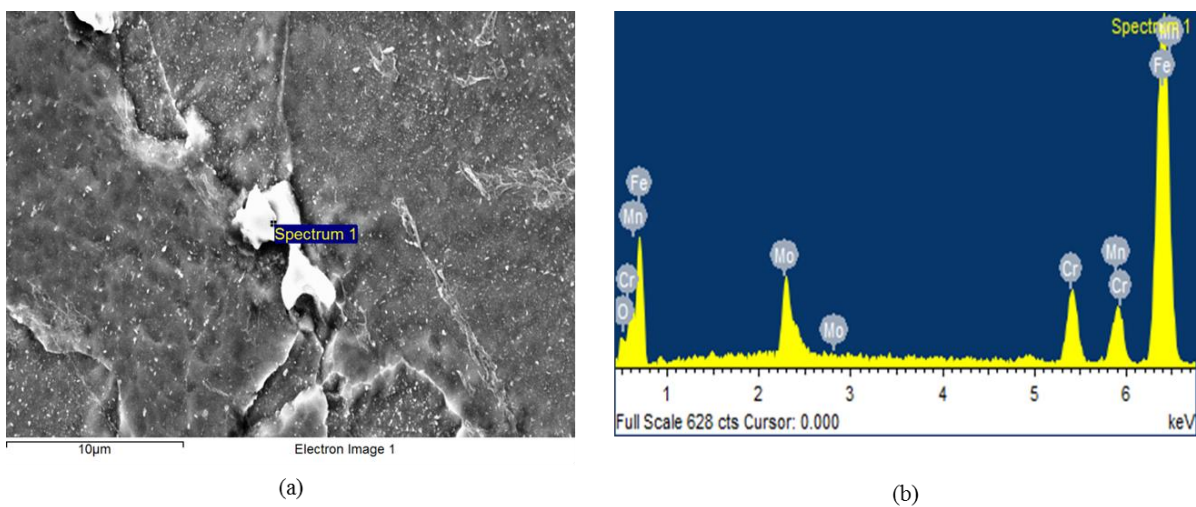 Spectrum 1
10µm
Electron Image 1
(a)
Spectrum 1
Mn
Fe
Fe
Mn
Cr
O
Mo
Mo
Cr
Mn
Cr
1 2 3 4 5 6
Full Scale 628 cts Cursor: 0.000 keV
(b)